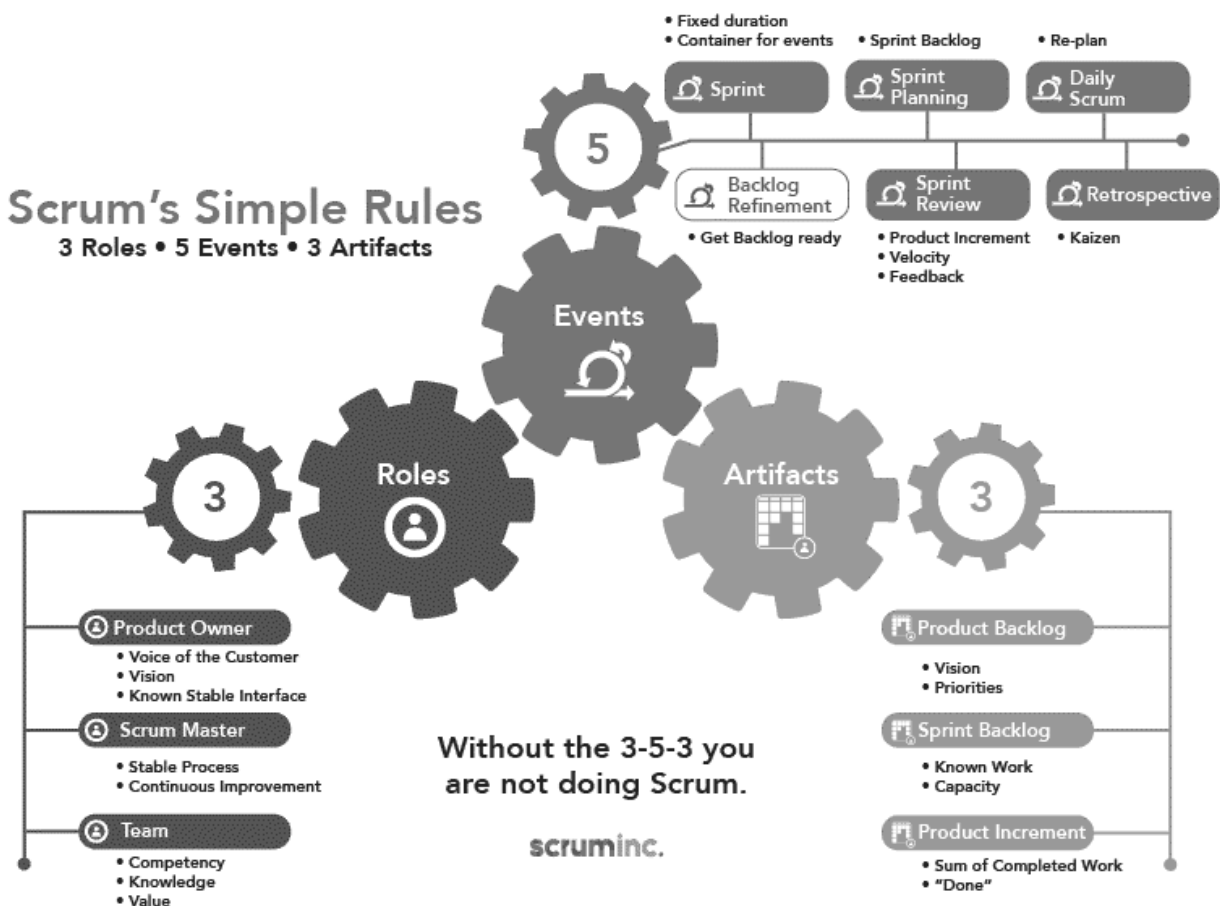 Scrum's Simple Rules
3 Roles • 5 Events • 3 Artifacts
5
• Fixed duration
• Container for events
Sprint
• Sprint Backlog
Sprint
Planning
• Re-plan
Daily
Scrum
Backlog
Refinement
• Get Backlog ready
Sprint
Review
• Product Increment
• Velocity
• Feedback
Retrospective
• Kaizen
Events
Roles
Artifacts
3
Product Owner
• Voice of the Customer
• Vision
• Known Stable Interface
Scrum Master
• Stable Process
• Continuous Improvement
Team
• Competency
• Knowledge
• Value
3
Product Backlog
• Vision
• Priorities
Sprint Backlog
• Known Work
• Capacity
Product Increment
• Sum of Completed Work
• "Done"
Without the 3-5-3 you
are not doing Scrum.
scruminc.